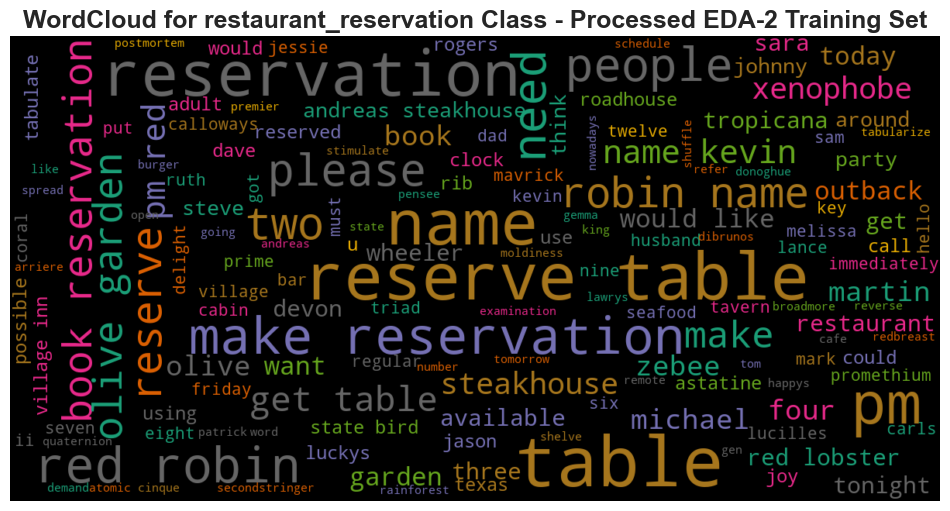 WordCloud for restaurant_reservation Class - Processed EDA-2 Training Set
postmortem
would
jessie
rogers
schedule
sara
today
tabulate
book reservation
reservation
need
people
johnny
xenophobe
adult
premier
andreas steakhouse
think
roadhouse
put
calloways
reserved
book
dad
nowadays
twelve
shuffle
tropicana
around
sam
tabularize
pm red
like
burger
stimulate
dave
please
clock
mavrick
name kevin
refer
donoghue
party
spread
olive garden
ruth
got
rib
kevin
pensee
robin name
outback
key
steve
must
two
state
name
gemma
would like
melissa
get
hello
open
going
andreas
u
wheeler
use
king
husband
dibrunos
lance
call
coral
possible
arriere
reserve
delight
prime
moldiness
nine
reserve table
immediately
village
bar
triad
lawrys
seafood
tavern
broadmore
reverse
martin
village inn
cabin
devon
examination
make reservation
make
restaurant
cafe
redbreast
olive
want
regular
number
tomorrow
zebee
tom
mark
could
friday
get table
steakhouse
remote
astatine
happys
promethium
using
six
available
michael
four
pm
carls
seven
state bird
ii
quaternion
eight
patrick
word
jason
shelve
lucilles
luckys
gen
red lobster
red robin
garden
three
texas
table
joy
tonight
demand
atomic
cinque
secondstringer
rainforest